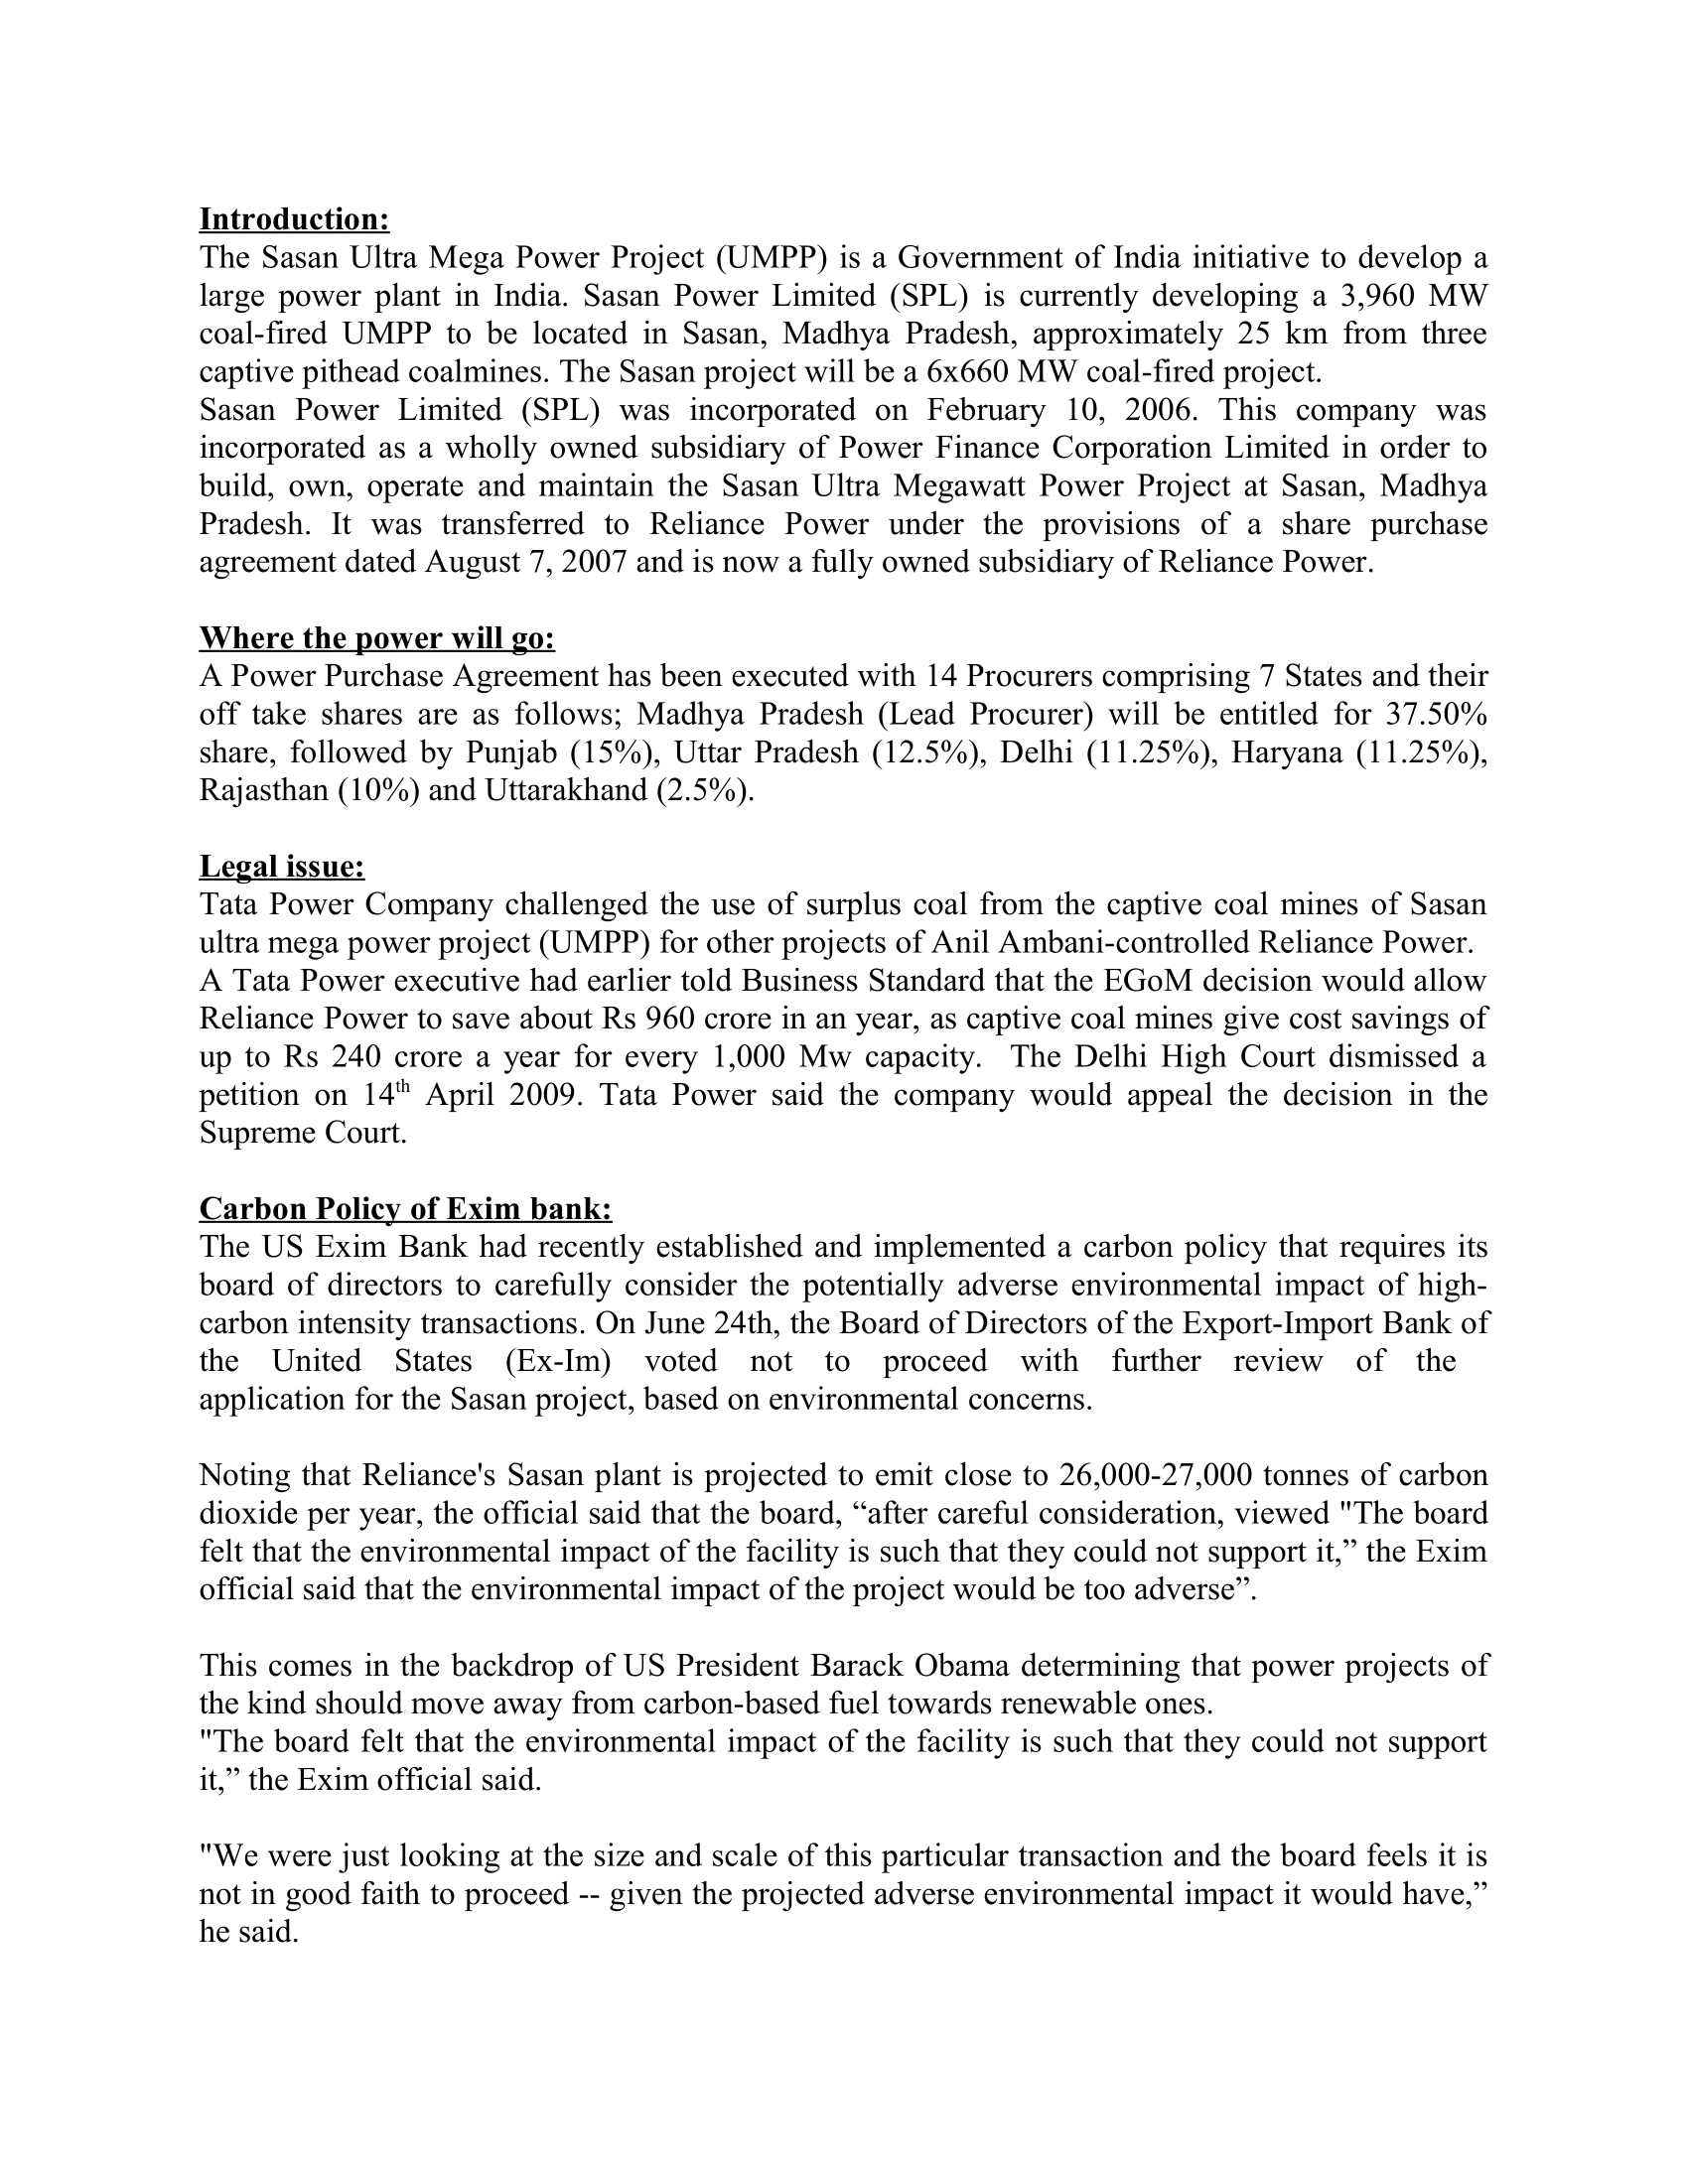 Introduction:
The Sasan Ultra Mega Power Project (UMPP) is a Government of India initiative to develop a
large power plant in India. Sasan Power Limited (SPL) is currently developing a 3,960 MW
coal-fired UMPP to be located in Sasan, Madhya Pradesh, approximately 25 km from three
captive pithead coalmines. The Sasan project will be a 6x660 MW coal-fired project.
Sasan Power Limited (SPL) was incorporated on February 10, 2006. This company was
incorporated as a wholly owned subsidiary of Power Finance Corporation Limited in order to
build, own, operate and maintain the Sasan Ultra Megawatt Power Project at Sasan, Madhya
Pradesh. It was transferred to Reliance Power under the provisions of a share purchase
agreement dated August 7, 2007 and is now a fully owned subsidiary of Reliance Power.
Where the power will go:
A Power Purchase Agreement has been executed with 14 Procurers comprising 7 States and their
off take shares are as follows; Madhya Pradesh (Lead Procurer) will be entitled for 37.50%
share, followed by Punjab (15%), Uttar Pradesh (12.5%), Delhi (11.25%), Haryana (11.25%),
Rajasthan (10%) and Uttarakhand (2.5%).
Legal issue:
Tata Power Company challenged the use of surplus coal from the captive coal mines of Sasan
ultra mega power project (UMPP) for other projects of Anil Ambani-controlled Reliance Power.
A Tata Power executive had earlier told Business Standard that the EGoM decision would allow
Reliance Power to save about Rs 960 crore in an year, as captive coal mines give cost savings of
up to Rs 240 crore a year for every 1,000 Mw capacity. The Delhi High Court dismissed a
petition on 14th April 2009. Tata Power said the company would appeal the decision in the
Supreme Court.
Carbon Policy of Exim bank:
The US Exim Bank had recently established and implemented a carbon policy that requires its
board of directors to carefully consider the potentially adverse environmental impact of high-
carbon intensity transactions. On June 24th, the Board of Directors of the Export-Import Bank of
the United States (Ex-Im) voted not to proceed with further review of the
application for the Sasan project, based on environmental concerns.
Noting that Reliance's Sasan plant is projected to emit close to 26,000-27,000 tonnes of carbon
dioxide per year, the official said that the board, “after careful consideration, viewed "The board
felt that the environmental impact of the facility is such that they could not support it,” the Exim
official said that the environmental impact of the project would be too adverse”.
This comes in the backdrop of US President Barack Obama determining that power projects of
the kind should move away from carbon-based fuel towards renewable ones.
"The board felt that the environmental impact of the facility is such that they could not support
it,” the Exim official said.
"We were just looking at the size and scale of this particular transaction and the board feels it is
not in good faith to proceed -- given the projected adverse environmental impact it would have,”
he said.